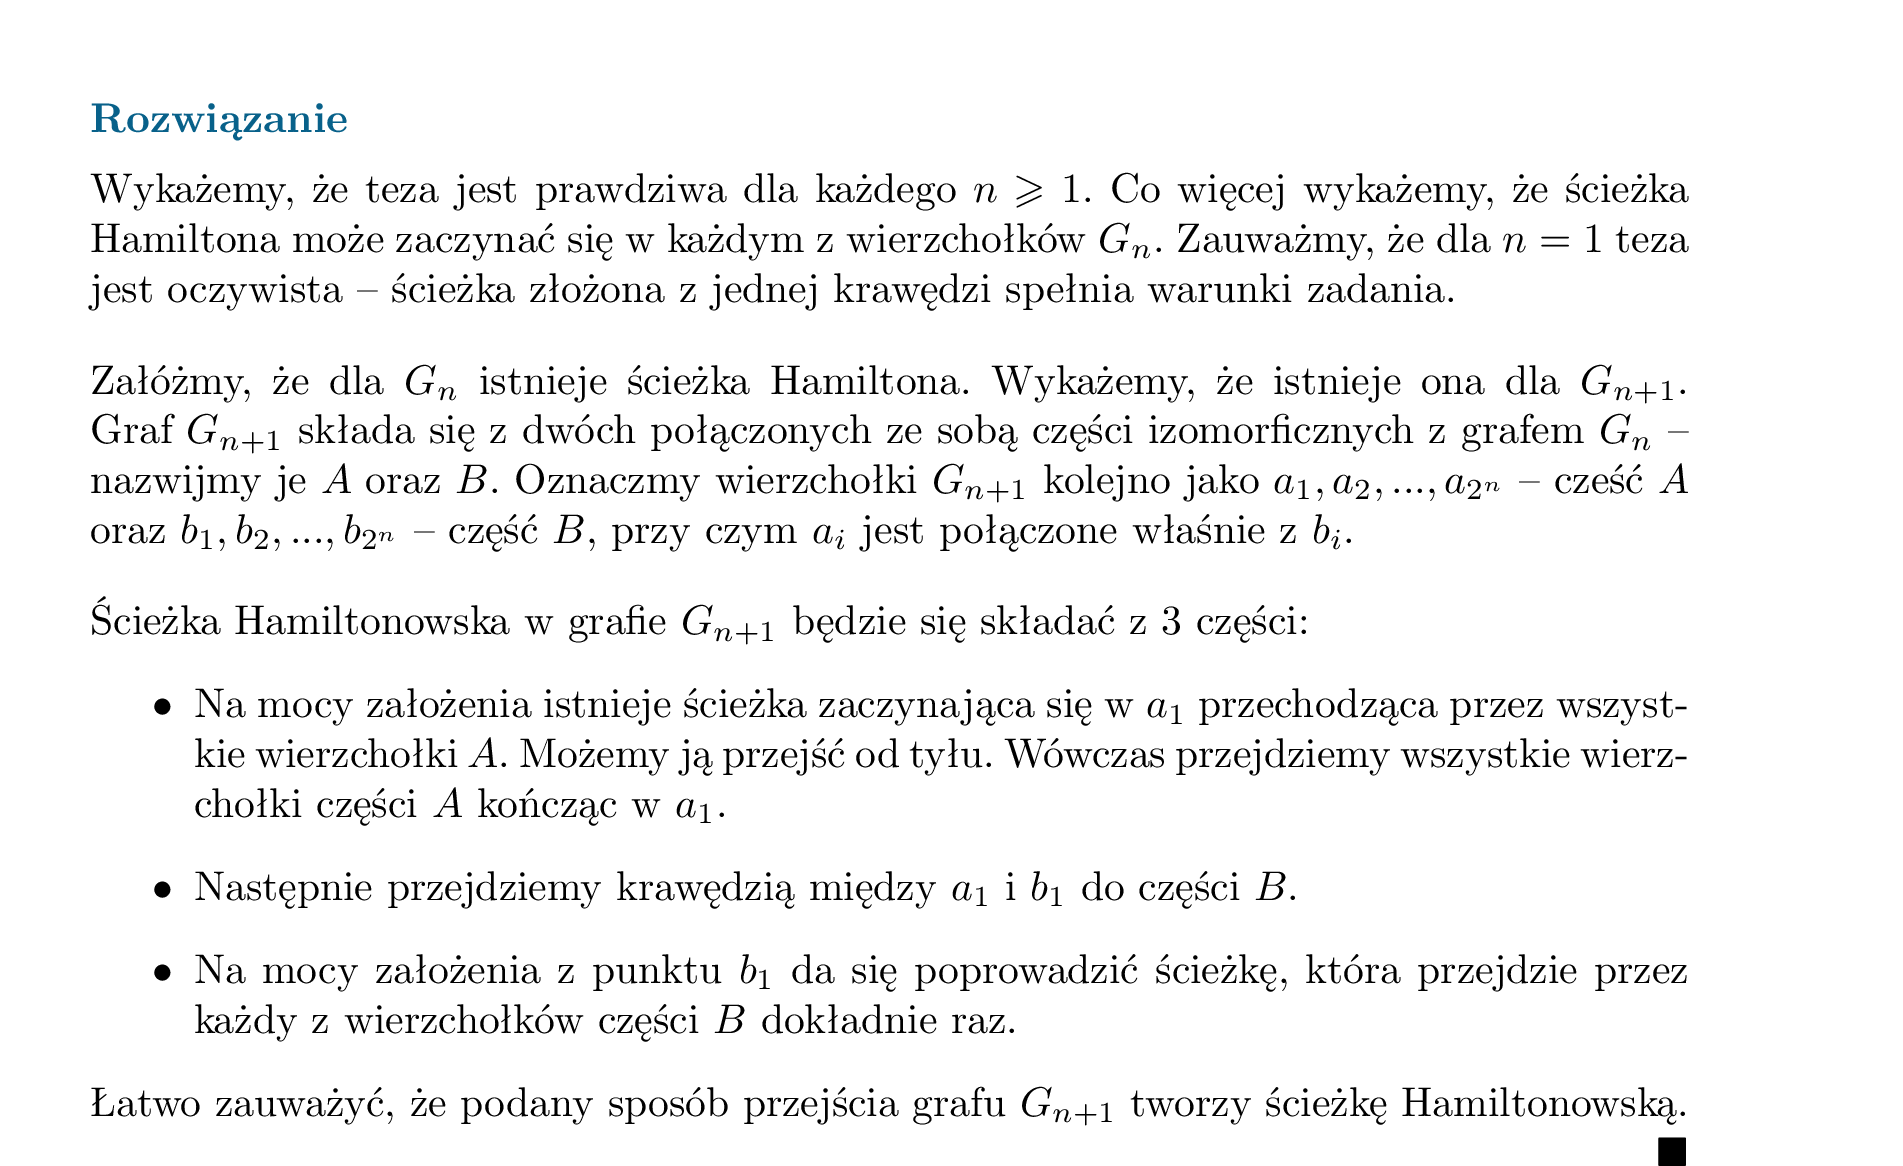 Rozwiązanie
Wykażemy, że teza jest prawdziwa dla każdego $n \geqslant 1$. Co więcej wykażemy, że ścieżka
Hamiltona może zaczynać się w każdym z wierzchołków $G_n$. Zauważmy, że dla $n = 1$ teza
jest oczywista – ścieżka złożona z jednej krawędzi spełnia warunki zadania.
Załóżmy, że dla $G_n$ istnieje ścieżka Hamiltona. Wykażemy, że istnieje ona dla $G_{n+1}$.
Graf $G_{n+1}$ składa się z dwóch połączonych ze sobą części izomorficznych z grafem $G_n$ –
nazwijmy je $A$ oraz $B$. Oznaczmy wierzchołki $G_{n+1}$ kolejno jako $a_1, a_2, ..., a_{2^n}$ – cześć $A$
oraz $b_1, b_2, ..., b_{2^n}$ – część $B$, przy czym $a_i$ jest połączone właśnie z $b_i$.
Ścieżka Hamiltonowska w grafie $G_{n+1}$ będzie się składać z 3 części:
• Na mocy założenia istnieje ścieżka zaczynająca się w $a_1$ przechodząca przez wszyst-
kie wierzchołki $A$. Możemy ją przejść od tyłu. Wówczas przejdziemy wszystkie wierz-
chołki części $A$ kończąc w $a_1$.
• Następnie przejdziemy krawędzią między $a_1$ i $b_1$ do części $B$.
• Na mocy założenia z punktu $b_1$ da się poprowadzić ścieżkę, która przejdzie przez
każdy z wierzchołków części $B$ dokładnie raz.
Łatwo zauważyć, że podany sposób przejścia grafu $G_{n+1}$ tworzy ścieżkę Hamiltonowską.
■